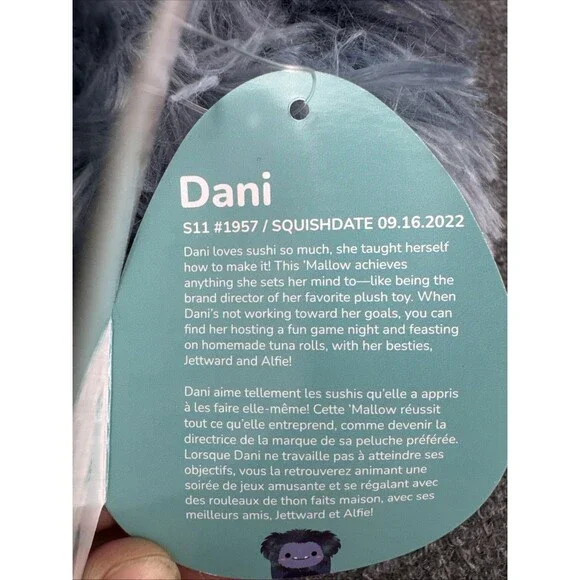 Dani
S11 #1957 / SQUISHDATE 09.16.2022
Dani loves sushi so much, she taught herself
how to make it! This 'Mallow achieves
anything she sets her mind to—like being the
brand director of her favorite plush toy. When
Dani's not working toward her goals, you can
find her hosting a fun game night and feasting
on homemade tuna rolls, with her besties,
Jettward and Alfie!
Dani aime tellement les sushis qu'elle a appris
à les faire elle-même! Cette 'Mallow réussit
tout ce qu'elle entreprend, comme devenir la
directrice de la marque de sa peluche préférée.
Lorsque Dani ne travaille pas à atteindre ses
objectifs, vous la retrouverez animant une
soirée de jeux amusante et se régalant avec
des rouleaux de thon faits maison, avec ses
meilleurs amis, Jettward et Alfie!